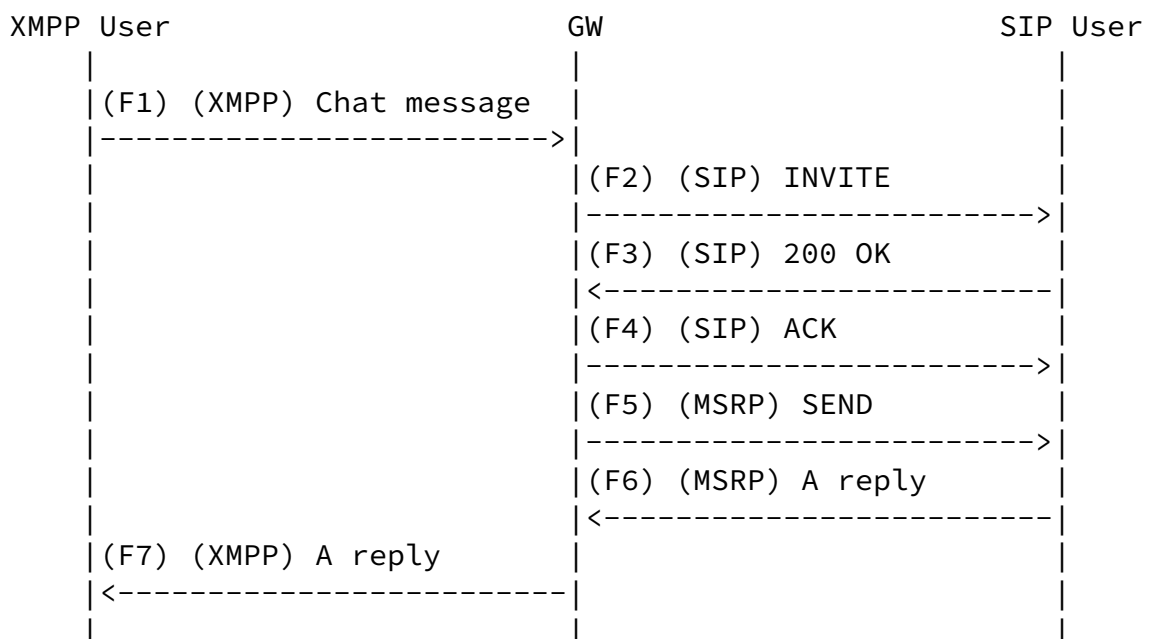 XMPP User GW SIP User
(F1) (XMPP) Chat message
(F2) (SIP) INVITE
(F3) (SIP) 200 OK
(F4) (SIP) ACK
(F5) (MSRP) SEND
(F6) (MSRP) A reply
(F7) (XMPP) A reply